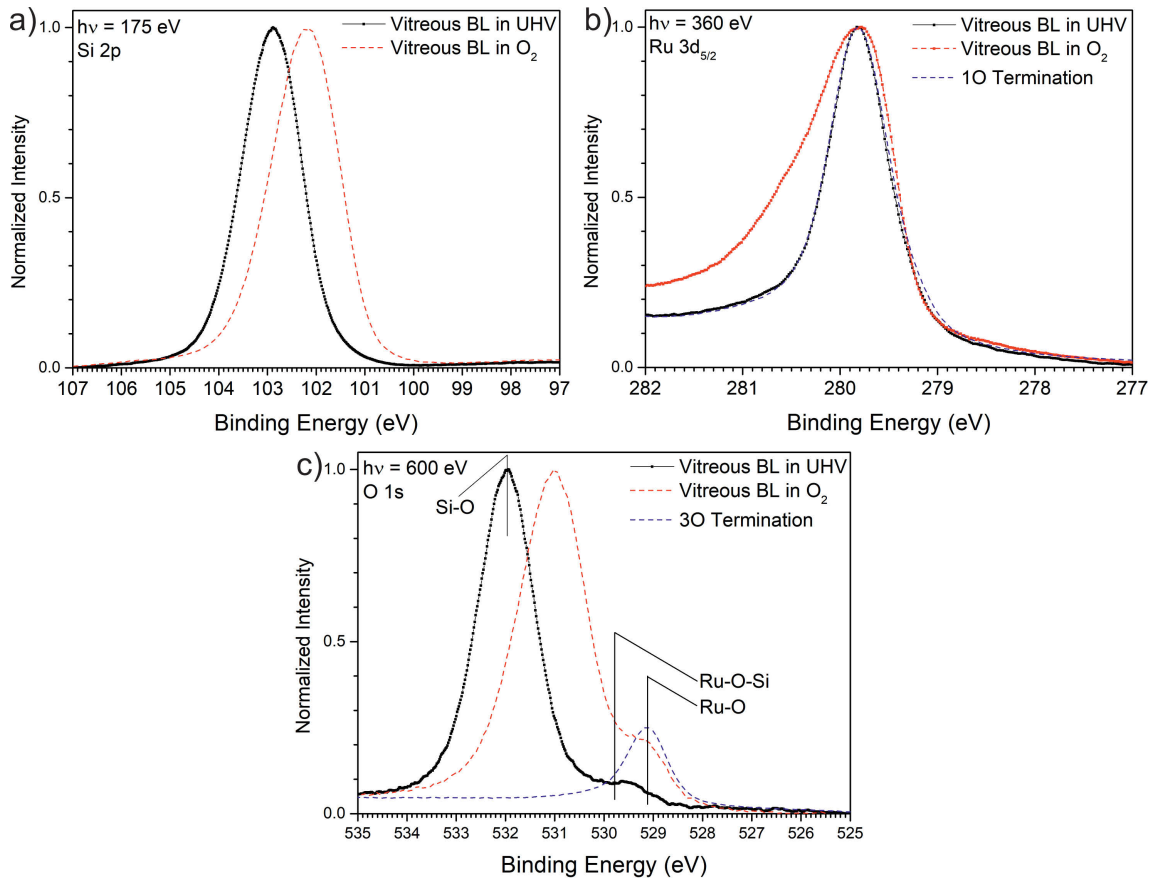 a)
hν = 175 eV
Si 2p
Vitreous BL in UHV
Vitreous BL in O₂
1.0
0.5
0.0
Normalized Intensity
107 106 105 104 103 102 101 100 99 98 97
Binding Energy (eV)
b)
hν = 360 eV
Ru 3d₅/₂
Vitreous BL in UHV
Vitreous BL in O₂
1O Termination
1.0
0.5
0.0
Normalized Intensity
282 281 280 279 278 277
Binding Energy (eV)
c)
hν = 600 eV
O 1s
Si-O
Vitreous BL in UHV
Vitreous BL in O₂
3O Termination
Ru-O-Si
Ru-O
1.0
0.5
0.0
Normalized Intensity
535 534 533 532 531 530 529 528 527 526 525
Binding Energy (eV)